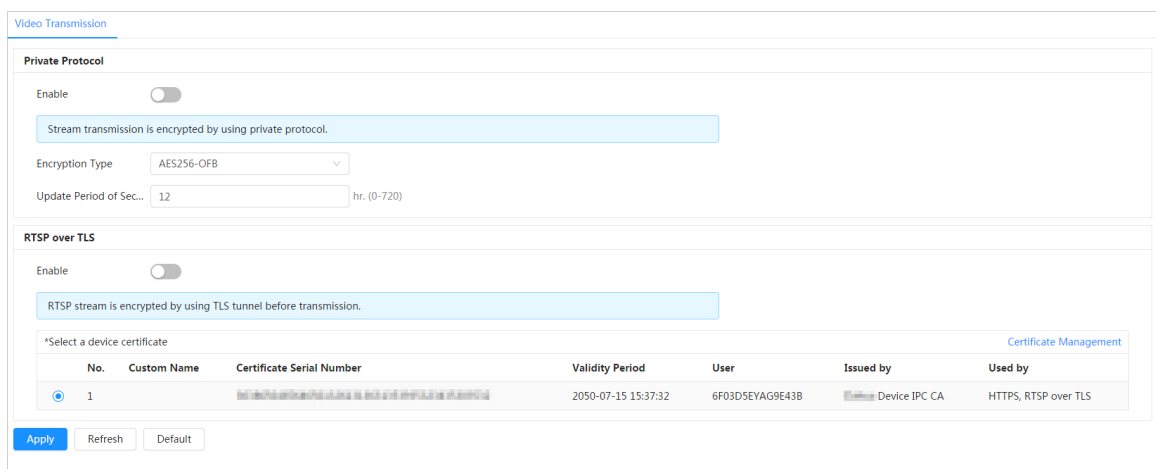 Video Transmission
Private Protocol
Enable
Stream transmission is encrypted by using private protocol.
Encryption Type AES256-OFB
Update Period of Sec... 12 hr. (0-720)
RTSP over TLS
Enable
RTSP stream is encrypted by using TLS tunnel before transmission.
*Select a device certificate Certificate Management
No. Custom Name Certificate Serial Number Validity Period User Issued by Used by
1 2050-07-15 15:37:32 6F03D5EYAG9E43B Device IPC CA HTTPS, RTSP over TLS
Apply Refresh Default